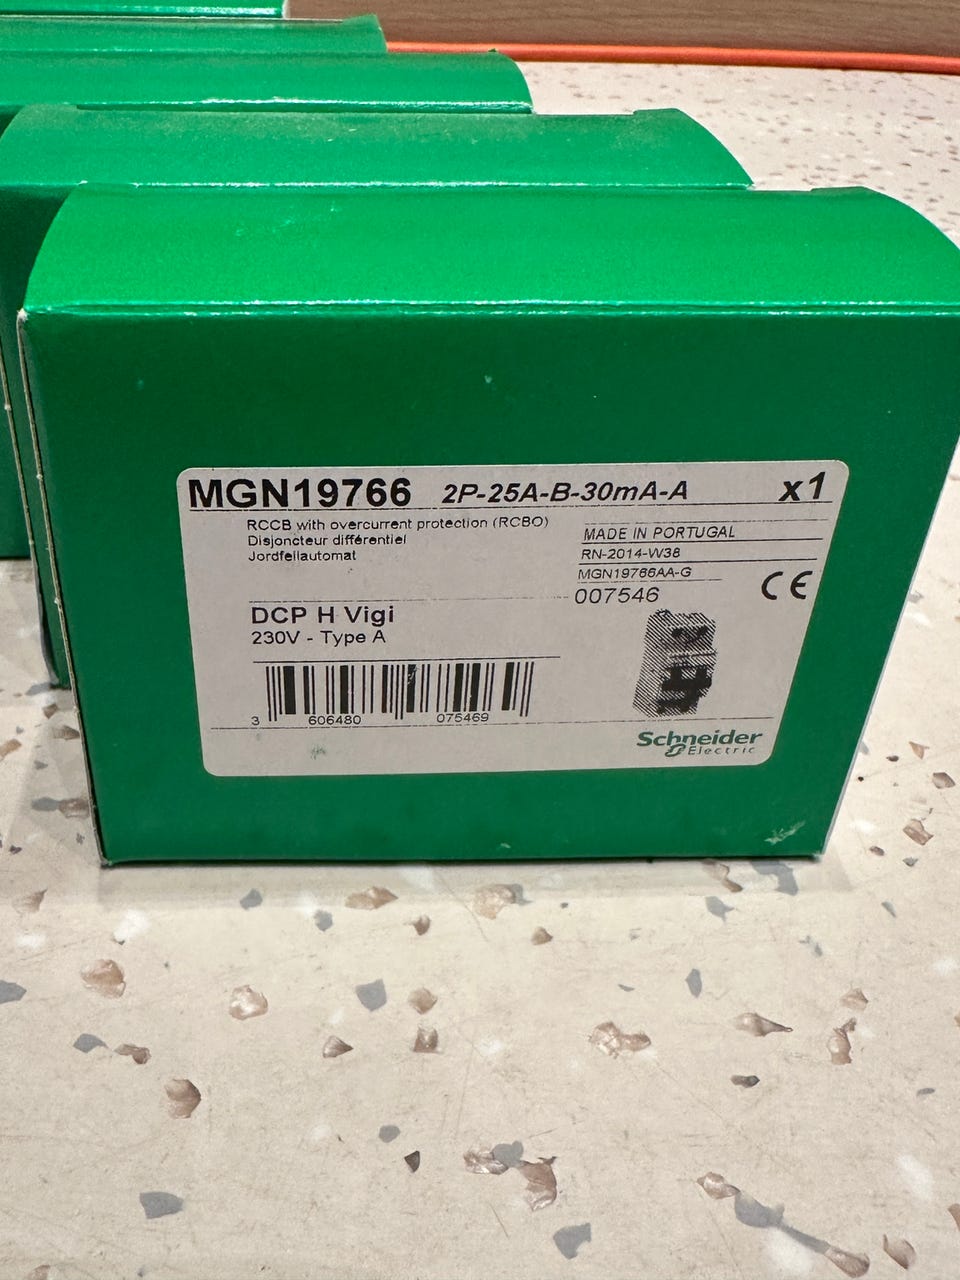 MGN19766 2P-25A-B-30mA-A x1
RCCB with overcurrent protection (RCBO)
Disjoncteur différentiel
Jordfeilautomat
MADE IN PORTUGAL
RN-2014-W38
MGN19766AA-G
007546
CE
DCP H Vigi
230V - Type A
3 606480 075469
Schneider
Electric